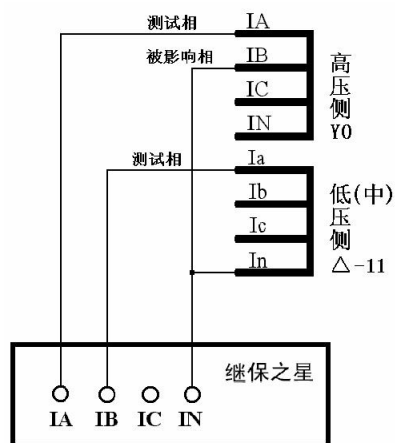 测试相 IA
被影响相 IB
IC
IN
高压侧
Y0
测试相 Ia
Ib
Ic
In
低(中)
压侧
△-11
继保之星
IA IB IC IN